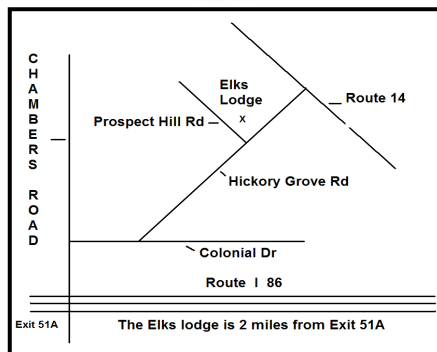 CHAMBERS ROAD
Elks
Lodge
x
Route 14
Prospect Hill Rd
Hickory Grove Rd
Colonial Dr
Route I 86
Exit 51A
The Elks lodge is 2 miles from Exit 51A